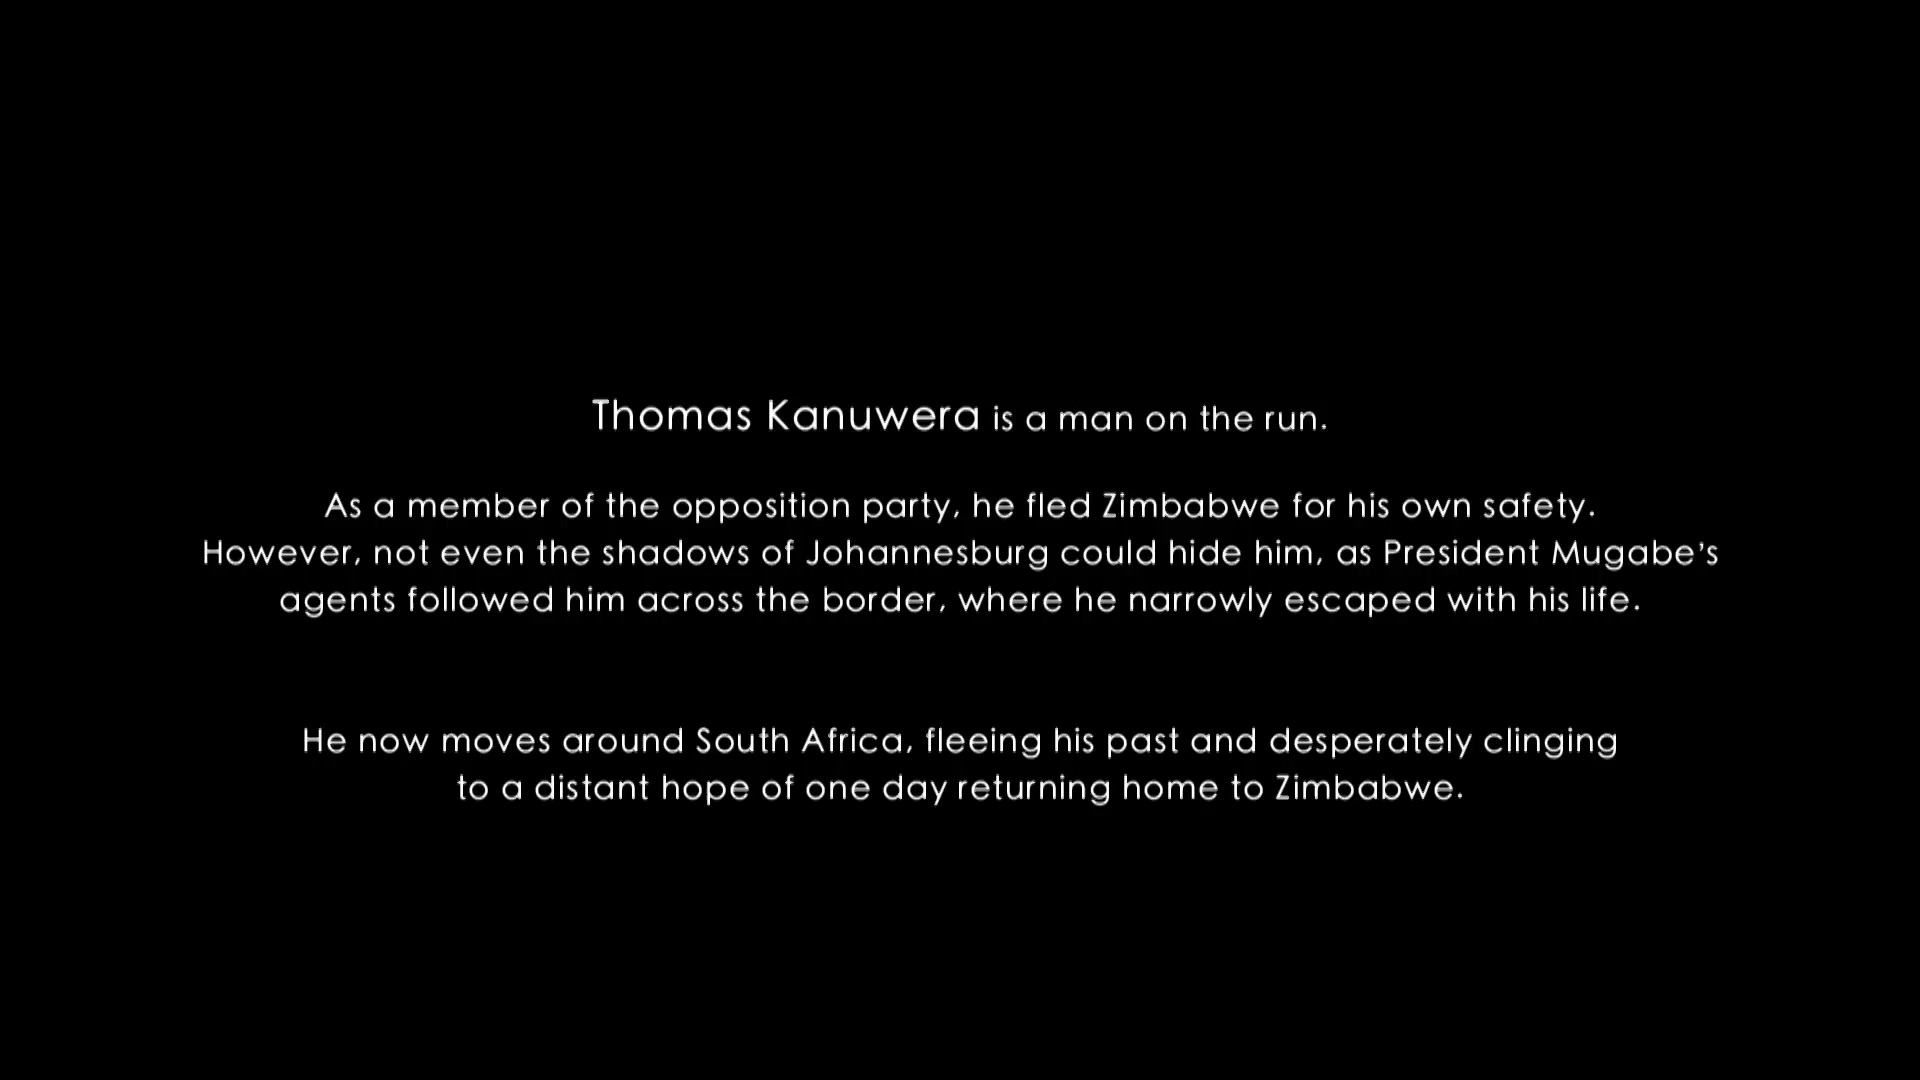 Thomas Kanuwera is a man on the run.
As a member of the opposition party, he fled Zimbabwe for his own safety.
However, not even the shadows of Johannesburg could hide him, as President Mugabe’s
agents followed him across the border, where he narrowly escaped with his life.
He now moves around South Africa, fleeing his past and desperately clinging
to a distant hope of one day returning home to Zimbabwe.